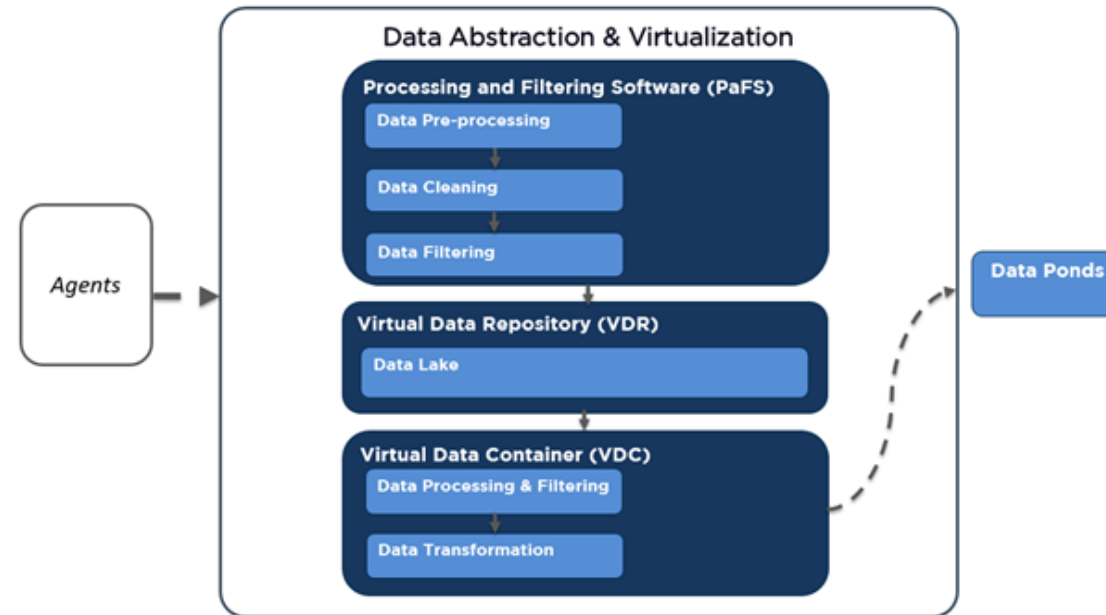 Data Abstraction & Virtualization
Processing and Filtering Software (PaFS)
Data Pre-processing
Data Cleaning
Data Filtering
Agents
Data Ponds
Virtual Data Repository (VDR)
Data Lake
Virtual Data Container (VDC)
Data Processing & Filtering
Data Transformation